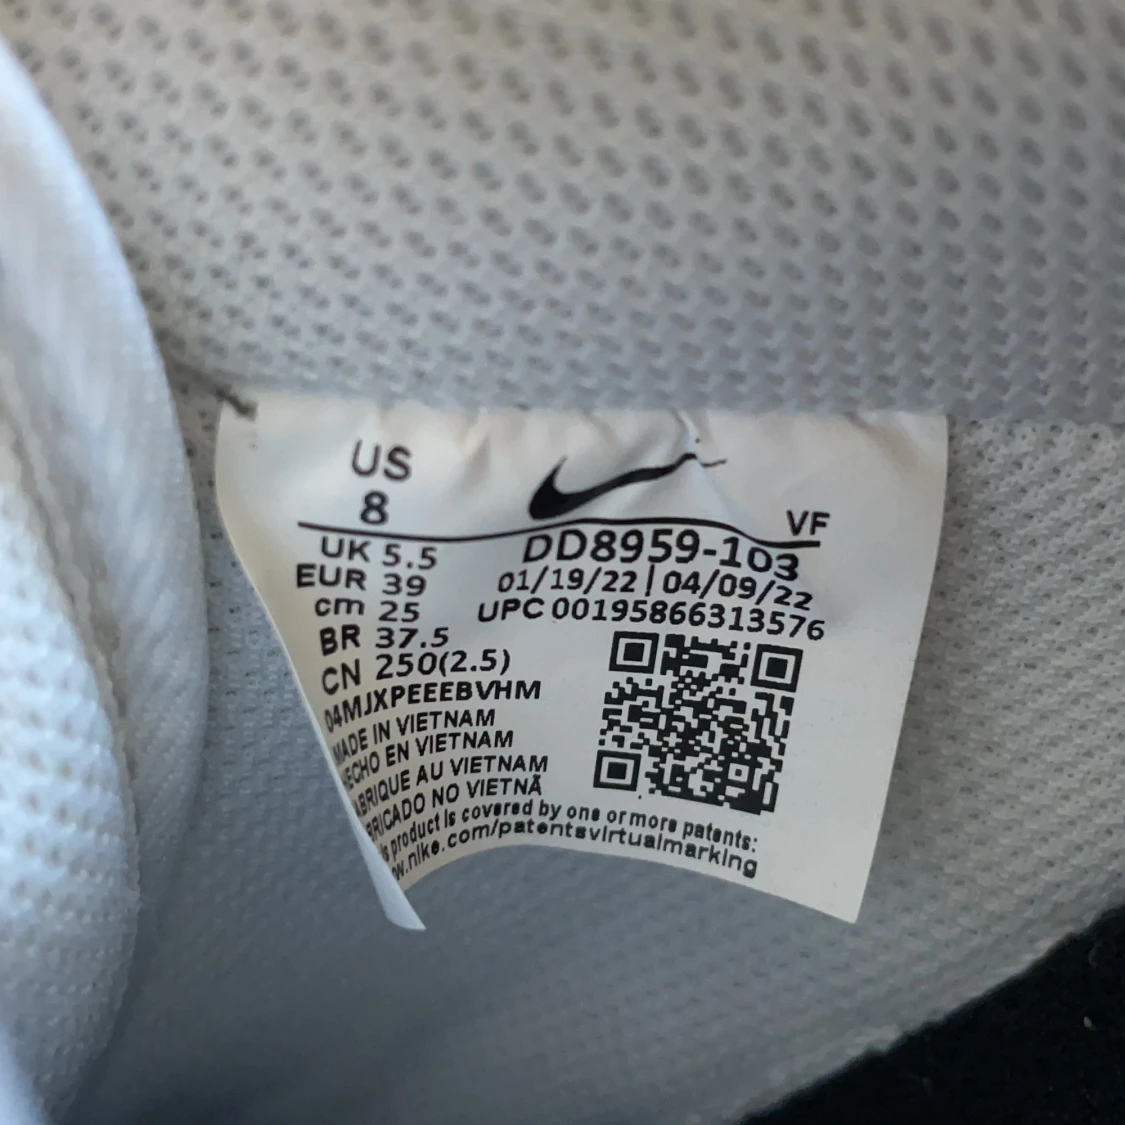 US
8
VF
UK 5.5
EUR 39
cm 25
BR 37.5
CN 250(2.5)
DD8959-103
01/19/22 | 04/09/22
UPC 00195866313576
04MJXPEEEBVHM
MADE IN VIETNAM
HECHO EN VIETNAM
FABRIQUE AU VIETNAM
FABRICADO NO VIETNÃ
product is covered by one or more patents:
www.nike.com/patentsvirtualmarking